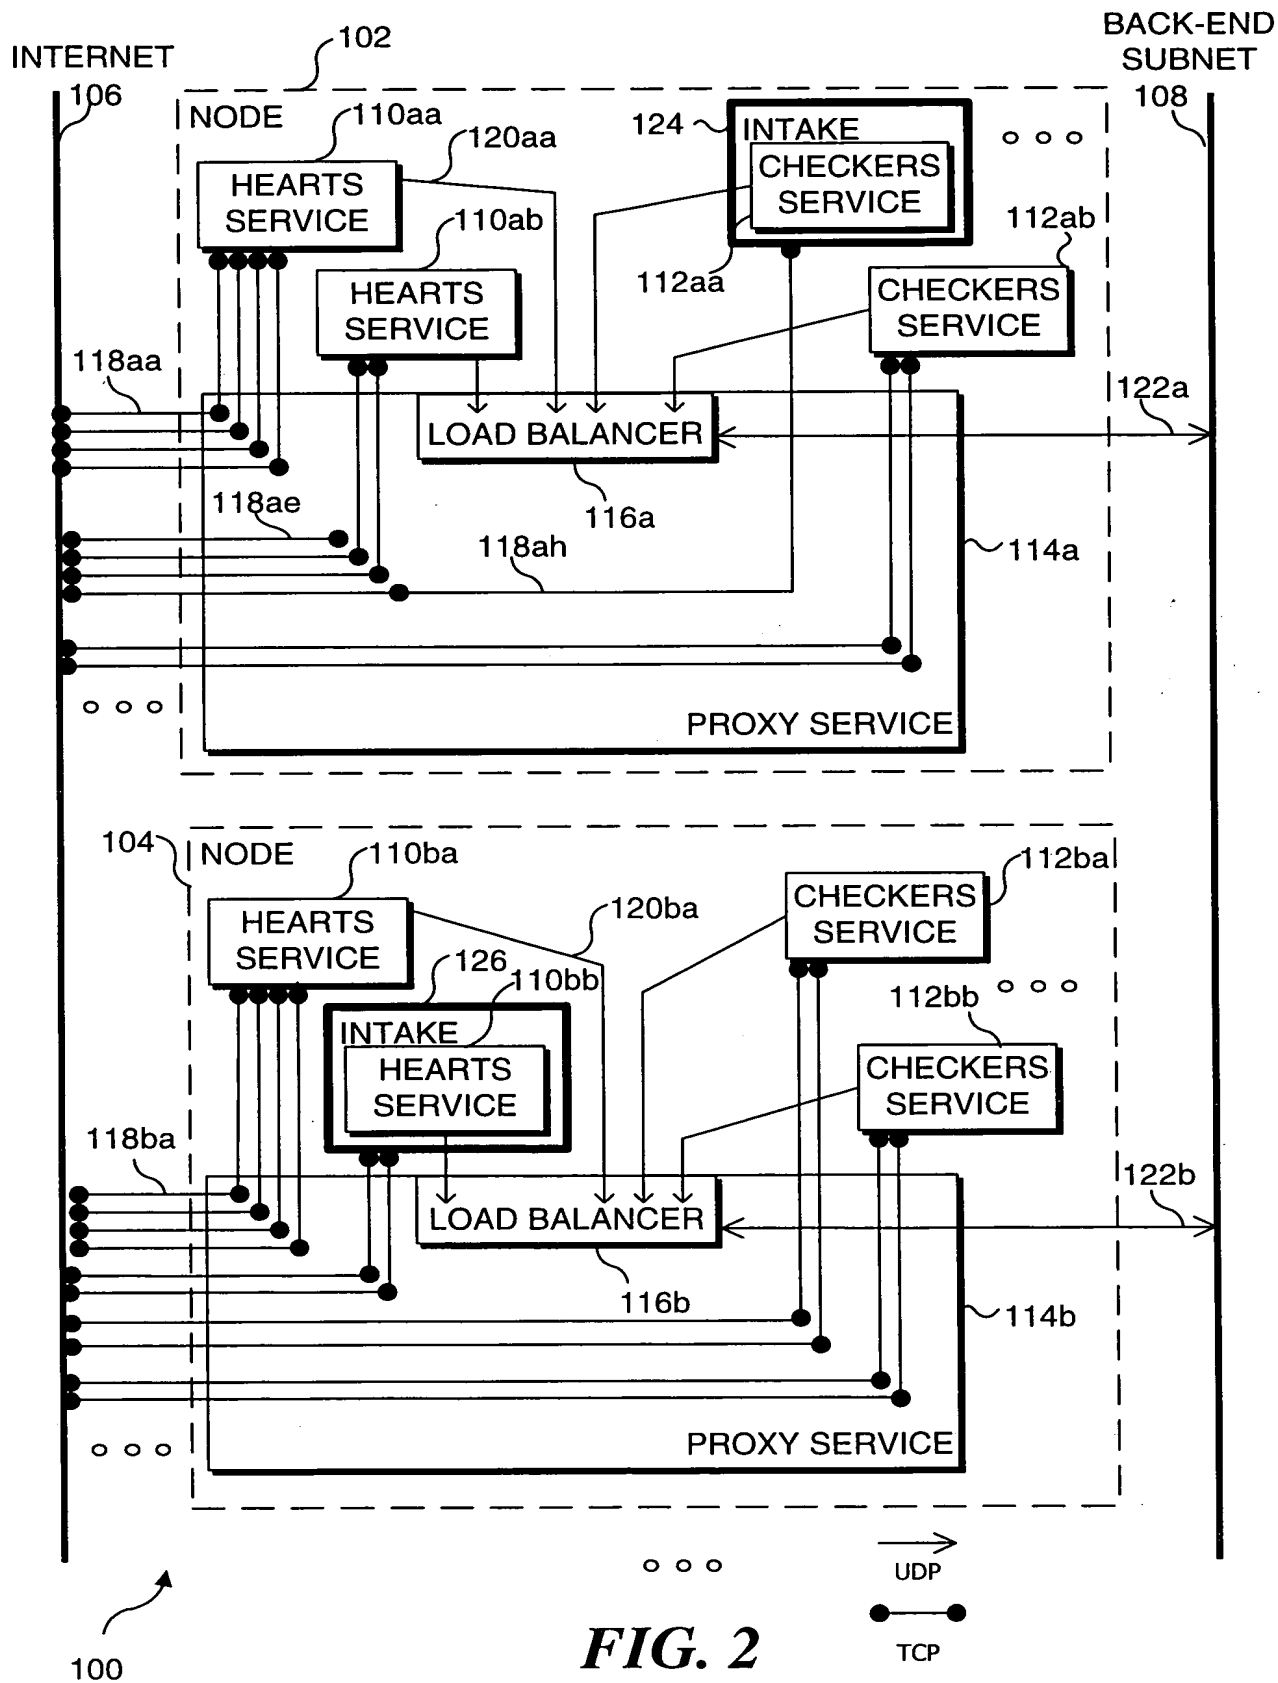 INTERNET
106
102
BACK-END
SUBNET
108
NODE
110aa
120aa
124
INTAKE
CHECKERS
SERVICE
HEARTS
SERVICE
110ab
112aa
112ab
HEARTS
SERVICE
CHECKERS
SERVICE
118aa
122a
LOAD BALANCER
118ae
116a
118ah
114a
PROXY SERVICE
104
NODE
110ba
112ba
HEARTS
SERVICE
120ba
CHECKERS
SERVICE
126
110bb
112bb
INTAKE
HEARTS
SERVICE
CHECKERS
SERVICE
118ba
122b
LOAD BALANCER
116b
114b
PROXY SERVICE
UDP
TCP
100
FIG. 2